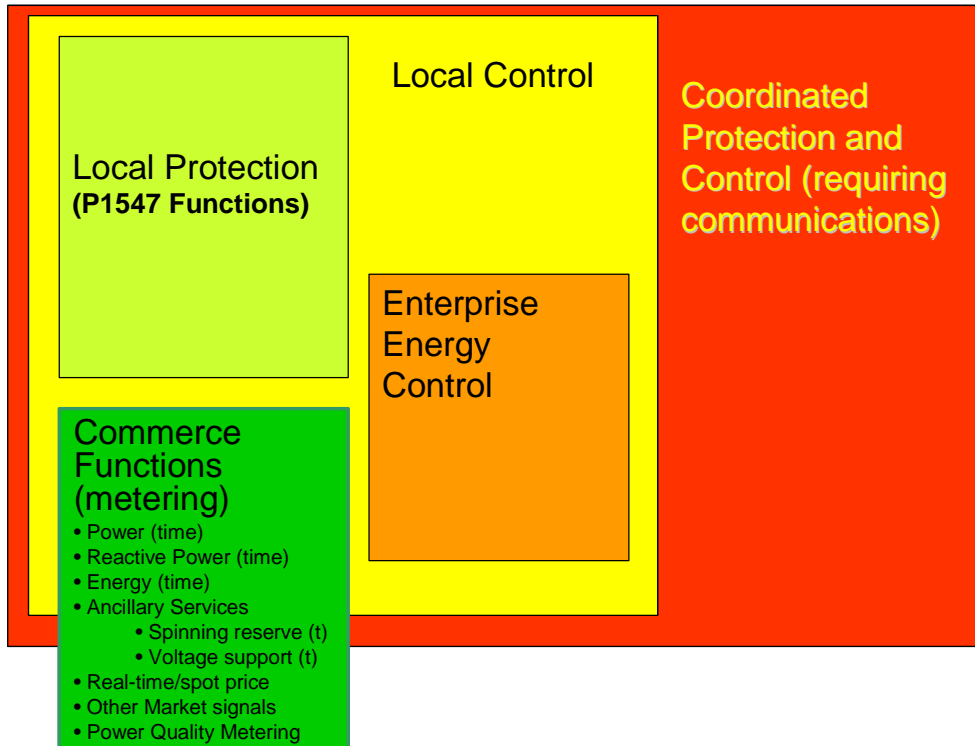 Local Control
Local Protection
(P1547 Functions)
Coordinated
Protection and
Control (requiring
communications)
Enterprise
Energy
Control
Commerce
Functions
(metering)
• Power (time)
• Reactive Power (time)
• Energy (time)
• Ancillary Services
• Spinning reserve (t)
• Voltage support (t)
• Real-time/spot price
• Other Market signals
• Power Quality Metering